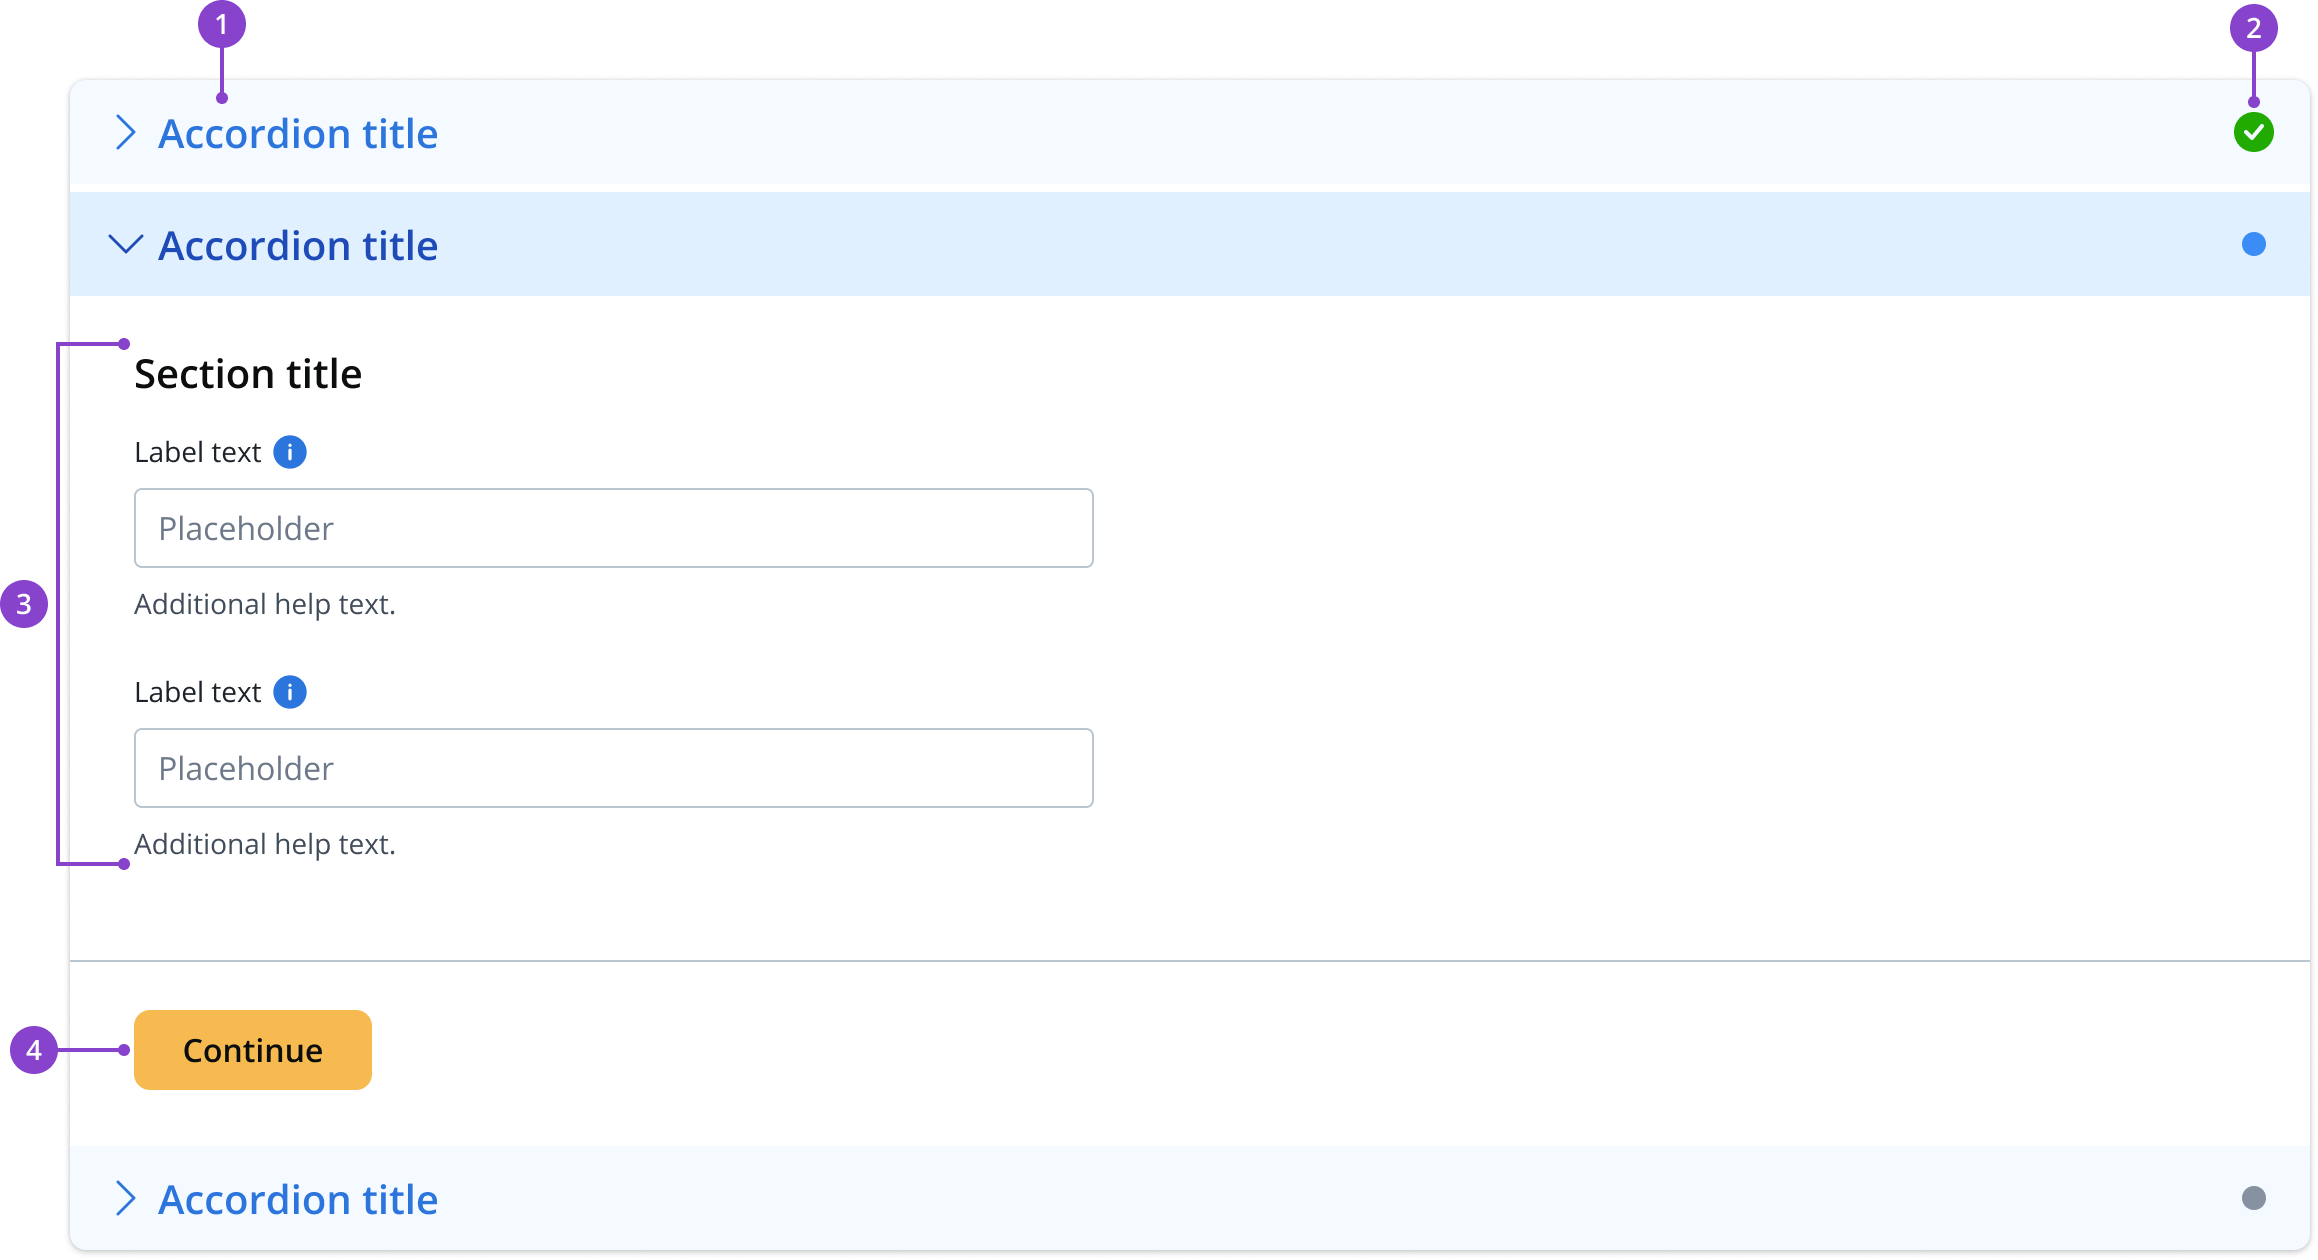 1
2
Accordion title
Accordion title
Section title
Label text i
Placeholder
3
Additional help text.
Label text i
Placeholder
Additional help text.
4
Continue
Accordion title